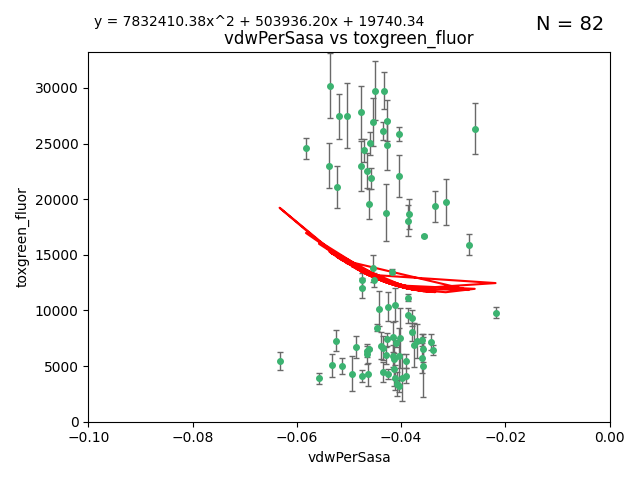 y = 7832410.38x^2 + 503936.20x + 19740.34
N = 82
vdwPerSasa vs toxgreen_fluor
toxgreen_fluor
30000
25000
20000
15000
10000
5000
0
−0.10
−0.08
−0.06
−0.04
−0.02
0.00
vdwPerSasa